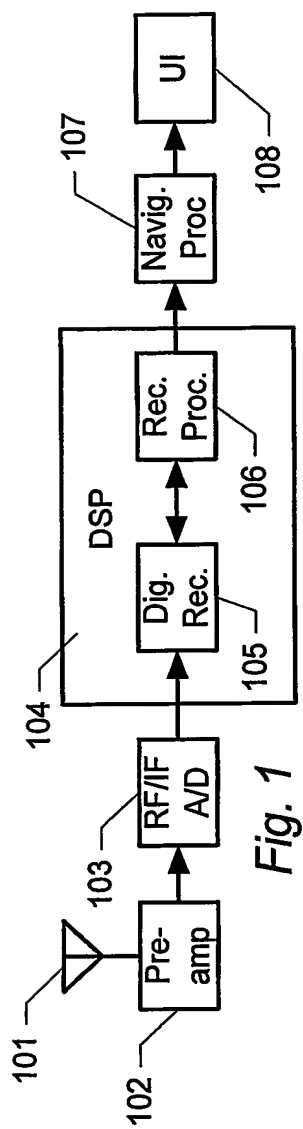 101
102
Pre-
amp
103
RF/IF
A/D
104
DSP
Dig.
Rec.
105
Rec.
Proc.
106
107
Navig.
Proc
UI
108
Fig. 1